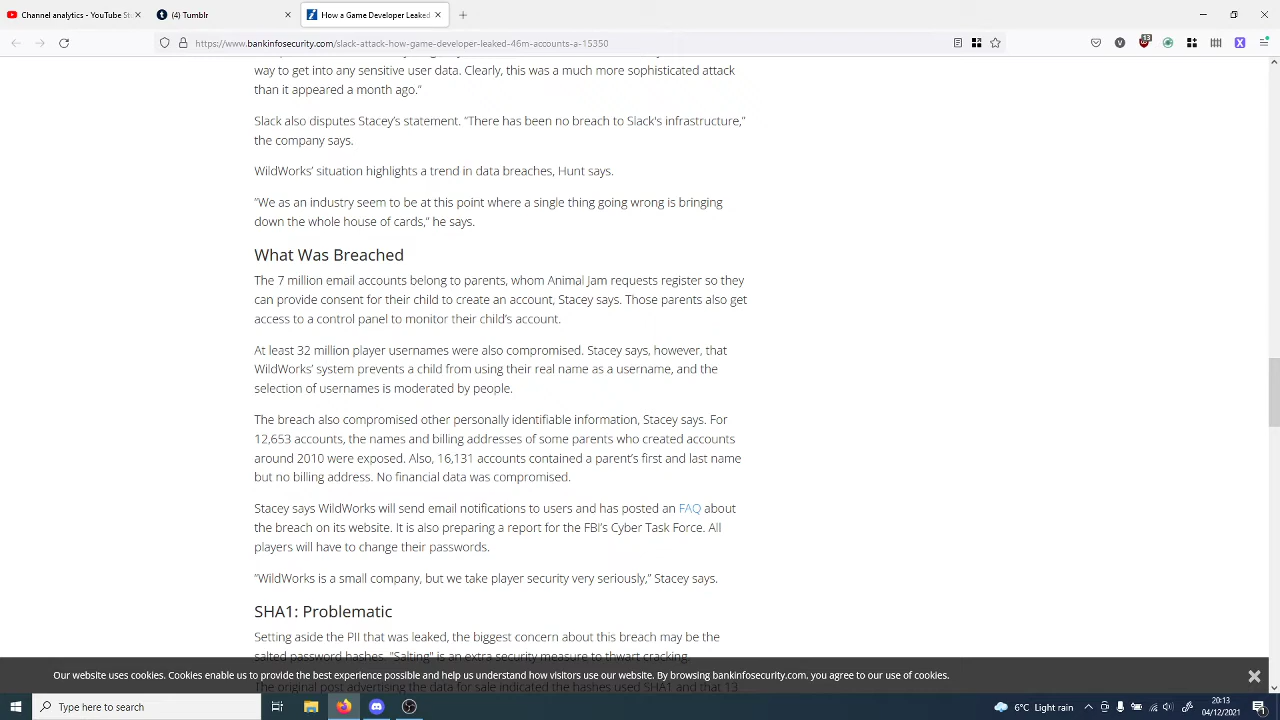 Channel analytics - YouTube St
(4) Tumblr
How a Game Developer Leaked
https://www.bankinfosecurity.com/slack-attack-how-game-developer-leaked-46m-accounts-a-15350
way to get into any sensitive user data. Clearly, this was a much more sophisticated attack
than it appeared a month ago."
Slack also disputes Stacey's statement. "There has been no breach to Slack's infrastructure,"
the company says.
WildWorks' situation highlights a trend in data breaches, Hunt says.
"We as an industry seem to be at this point where a single thing going wrong is bringing
down the whole house of cards," he says.
What Was Breached
The 7 million email accounts belong to parents, whom Animal Jam requests register so they
can provide consent for their child to create an account, Stacey says. Those parents also get
access to a control panel to monitor their child's account.
At least 32 million player usernames were also compromised. Stacey says, however, that
WildWorks' system prevents a child from using their real name as a username, and the
selection of usernames is moderated by people.
The breach also compromised other personally identifiable information, Stacey says. For
12,653 accounts, the names and billing addresses of some parents who created accounts
around 2010 were exposed. Also, 16,131 accounts contained a parent's first and last name
but no billing address. No financial data was compromised.
Stacey says WildWorks will send email notifications to users and has posted an FAQ about
the breach on its website. It is also preparing a report for the FBI's Cyber Task Force. All
players will have to change their passwords.
"WildWorks is a small company, but we take player security very seriously," Stacey says.
SHA1: Problematic
Setting aside the PII that was leaked, the biggest concern about this breach may be the
salted password hashes. "Salting" is an extra security measure to thwart cracking.
Our website uses cookies. Cookies enable us to provide the best experience possible and help us understand how visitors use our website. By browsing bankinfosecurity.com, you agree to our use of cookies.
The original post advertising the data for sale indicated the hashes used SHA1 and that 13
Type here to search
6°C Light rain
20:13
04/12/2021